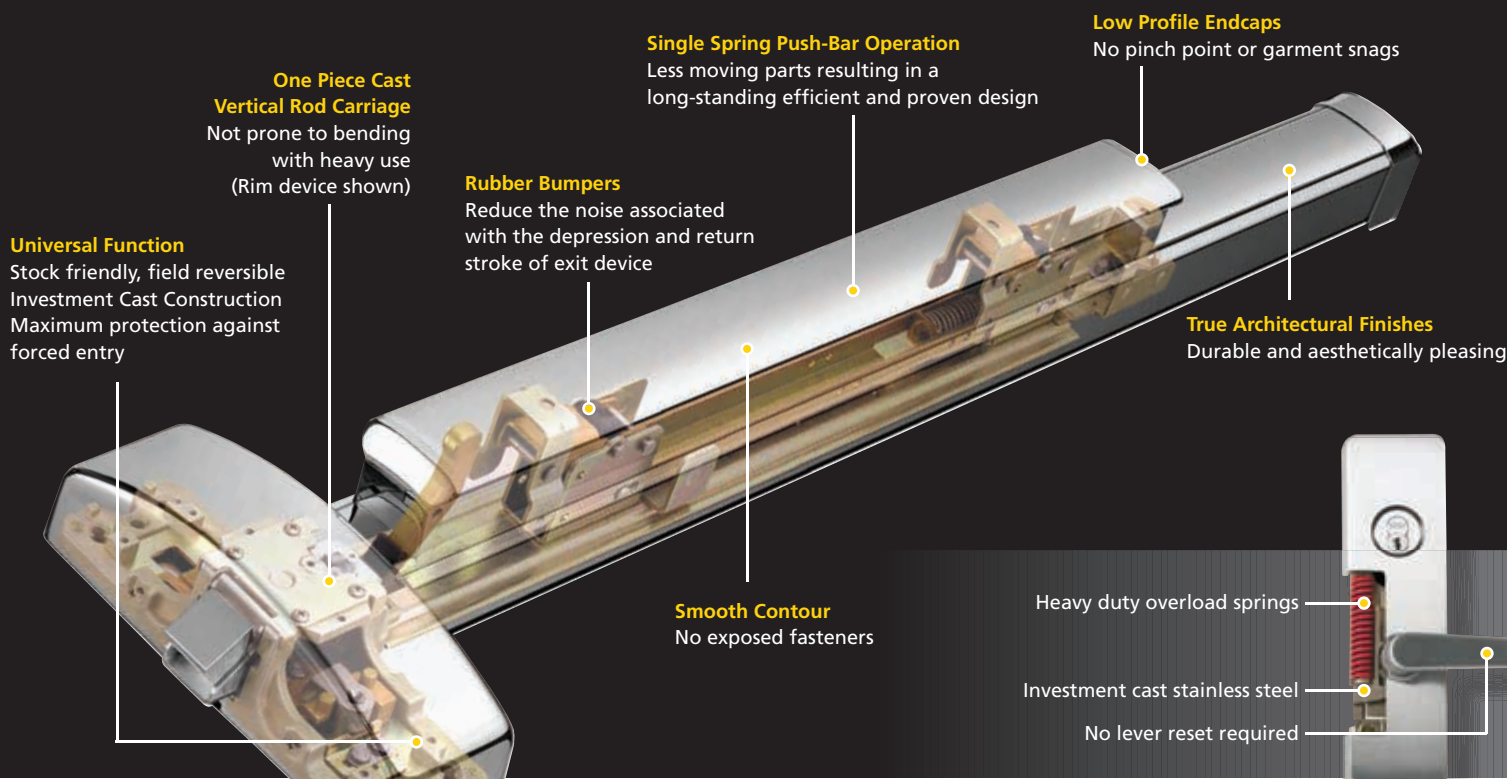 Low Profile Endcaps
No pinch point or garment snags
Single Spring Push-Bar Operation
Less moving parts resulting in a
long-standing efficient and proven design
One Piece Cast
Vertical Rod Carriage
Not prone to bending
with heavy use
(Rim device shown)
Rubber Bumpers
Reduce the noise associated
with the depression and return
stroke of exit device
Universal Function
Stock friendly, field reversible
Investment Cast Construction
Maximum protection against
forced entry
True Architectural Finishes
Durable and aesthetically pleasing
Smooth Contour
No exposed fasteners
Heavy duty overload springs
Investment cast stainless steel
No lever reset required